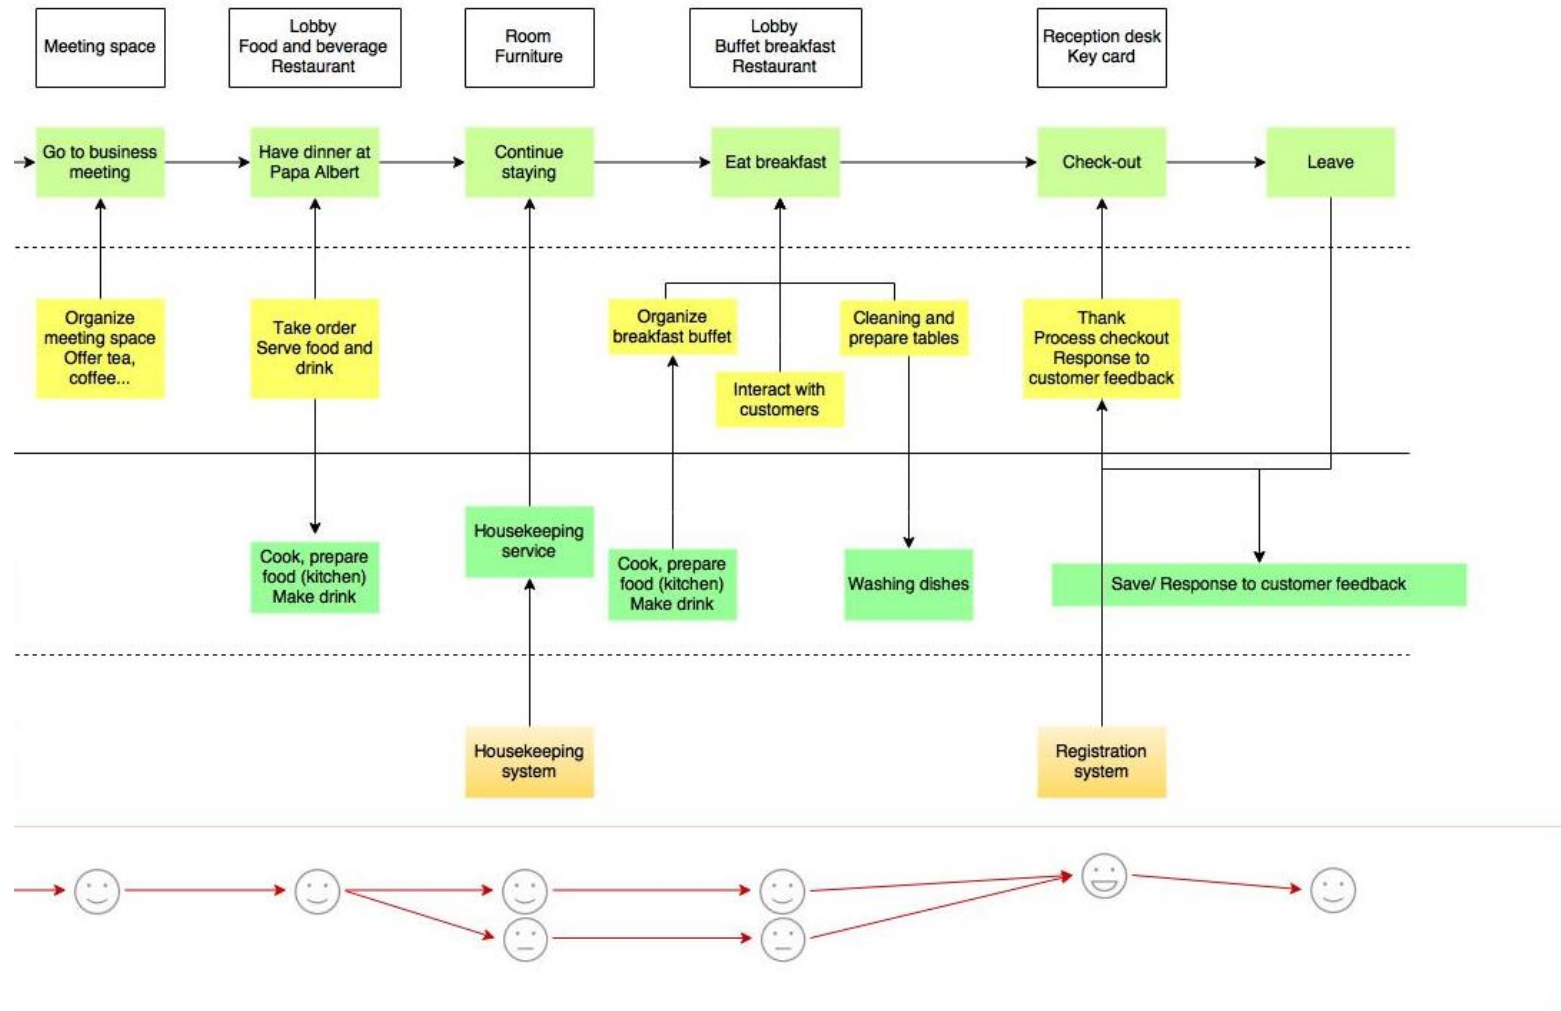 Meeting space
Lobby
Food and beverage
Restaurant
Room
Furniture
Lobby
Buffet breakfast
Restaurant
Reception desk
Key card
Go to business
meeting
Have dinner at
Papa Albert
Continue
staying
Eat breakfast
Check-out
Leave
Organize
meeting space
Offer tea,
coffee...
Take order
Serve food and
drink
Organize
breakfast buffet
Interact with
customers
Cleaning and
prepare tables
Thank
Process checkout
Response to
customer feedback
Cook, prepare
food (kitchen)
Make drink
Housekeeping
service
Cook, prepare
food (kitchen)
Make drink
Washing dishes
Save/ Response to customer feedback
Housekeeping
system
Registration
system